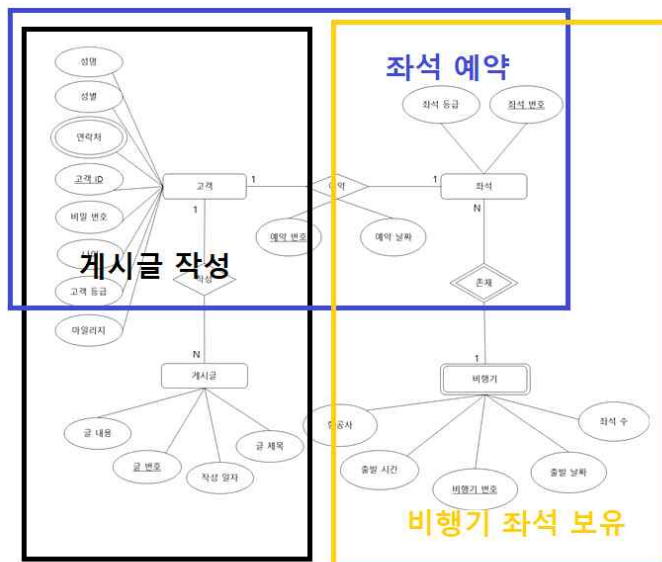 좌석 예약
성명
성별
연락처
고객 ID
비밀 번호
고객 등급
마일리지
고객
1
1
좌석 등급
좌석 번호
좌석
1
N
예약 번호
예약 날짜
게시글 작성
작성
존재
N
게시글
글 내용
글 번호
작성 일자
글 제목
1
비행기
출발 시간
비행기 번호
출발 날짜
좌석 수
비행기 좌석 보유